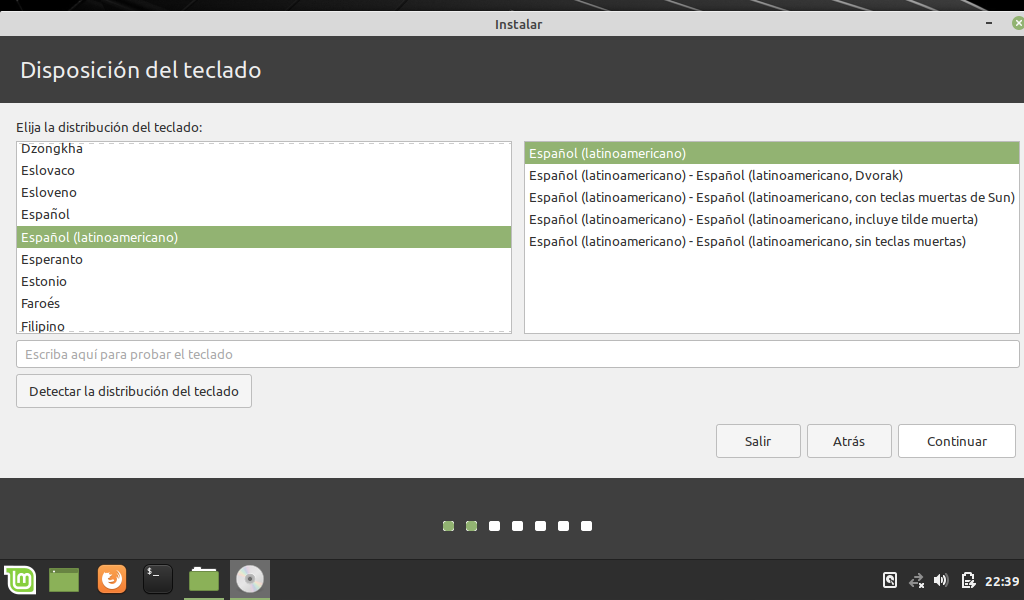 Instalar
Disposición del teclado
Elija la distribución del teclado:
Dzongkha
Eslovaco
Esloveno
Español
Español (latinoamericano)
Esperanto
Estonio
Faroés
Filipino
Español (latinoamericano)
Español (latinoamericano) - Español (latinoamericano, Dvorak)
Español (latinoamericano) - Español (latinoamericano, con teclas muertas de Sun)
Español (latinoamericano) - Español (latinoamericano, incluye tilde muerta)
Español (latinoamericano) - Español (latinoamericano, sin teclas muertas)
Escriba aquí para probar el teclado
Detectar la distribución del teclado
Salir
Atrás
Continuar
22:39